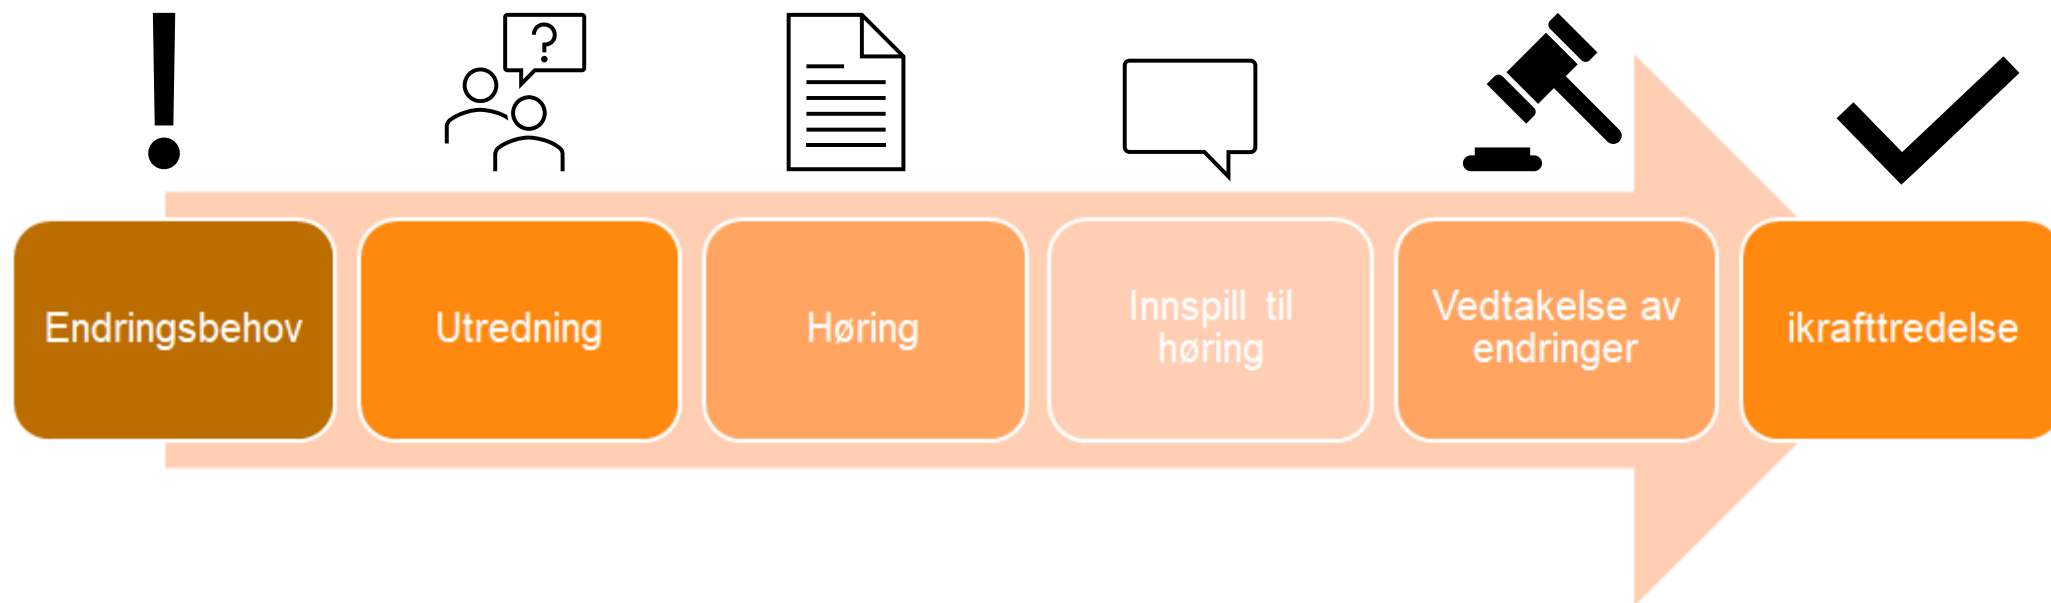 ?
Endringsbehov
Utredning
Høring
Innspill til
høring
Vedtakelse av
endringer
ikrafttredelse